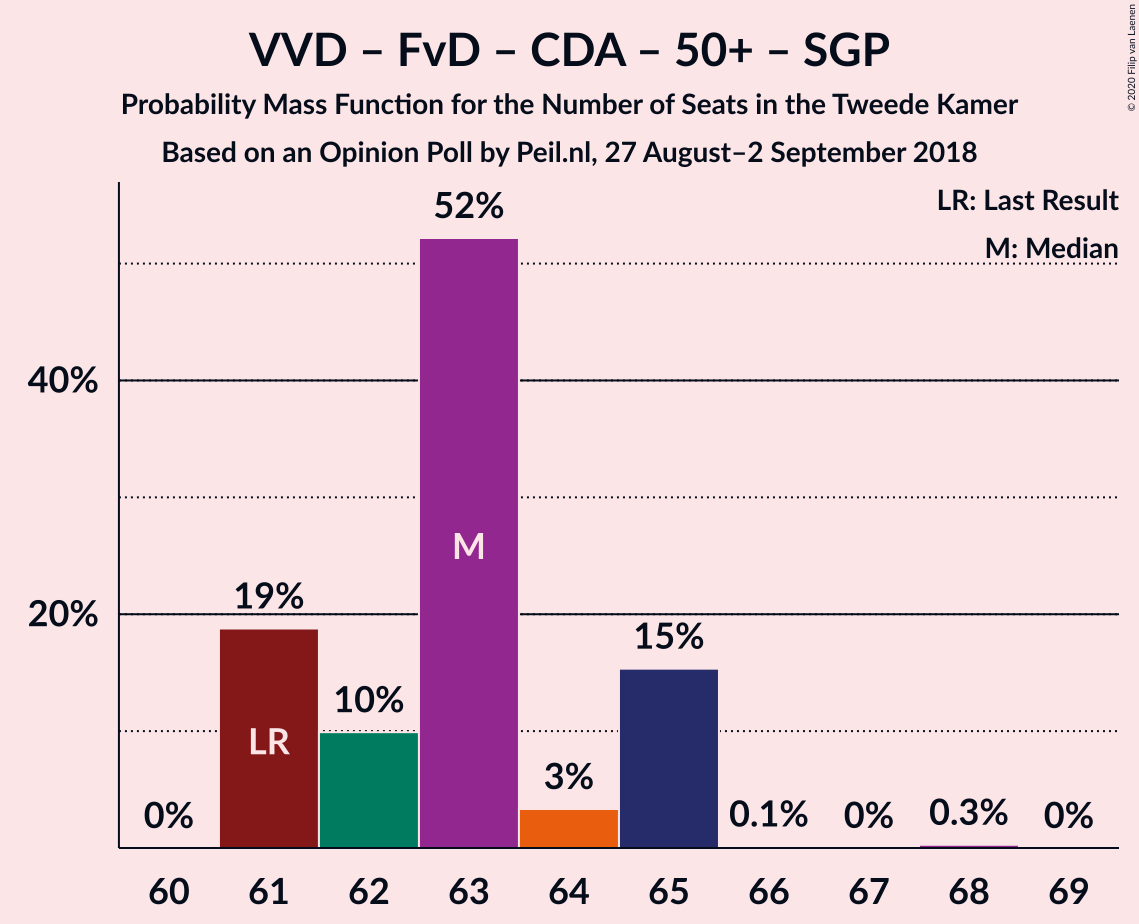 VVD – FvD – CDA – 50+ – SGP
Probability Mass Function for the Number of Seats in the Tweede Kamer
Based on an Opinion Poll by Peil.nl, 27 August–2 September 2018
© 2020 Filip van Laenen
LR: Last Result
M: Median
52%
40%
M
19%
20%
15%
10%
LR
3%
0%
0.1%
0%
0.3%
0%
60 61 62 63 64 65 66 67 68 69